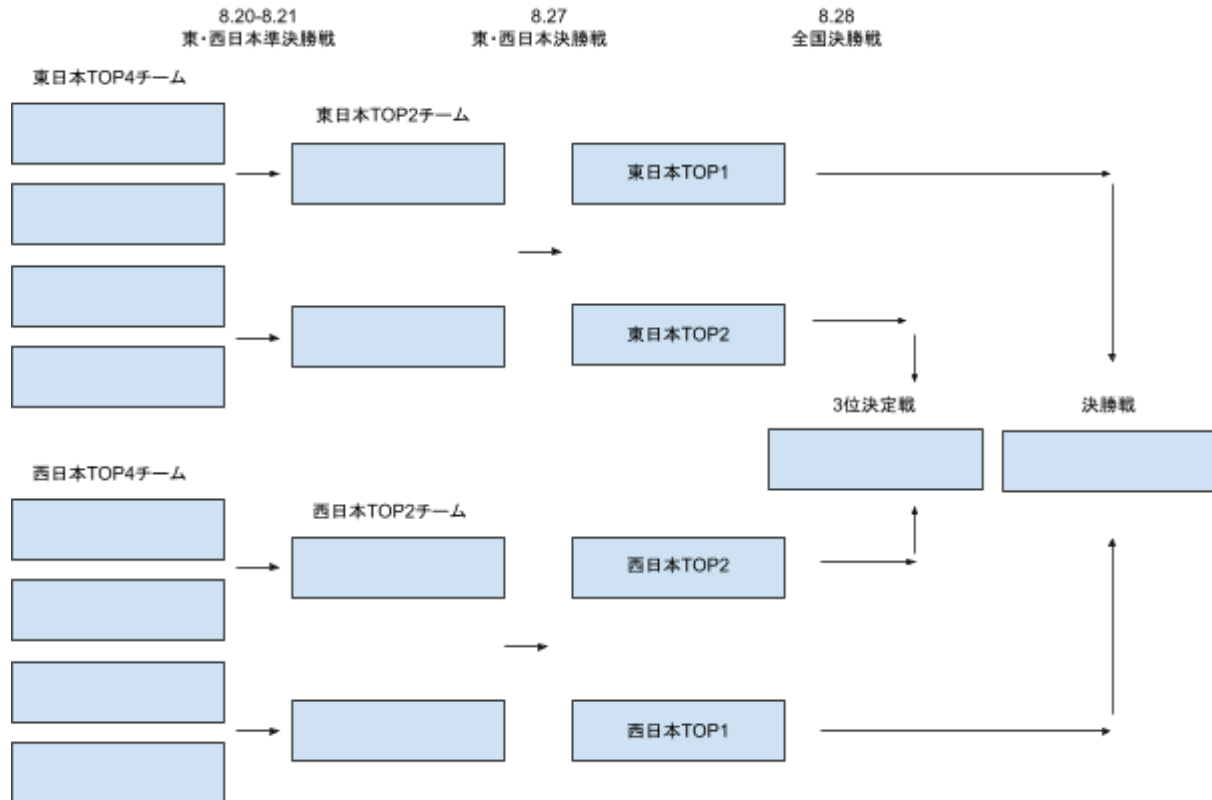 8.20-8.21
東・西日本準決勝戦
8.27
東・西日本決勝戦
8.28
全国決勝戦
東日本TOP4チーム
東日本TOP2チーム
東日本TOP1
東日本TOP2
3位決定戦
決勝戦
西日本TOP4チーム
西日本TOP2チーム
西日本TOP2
西日本TOP1